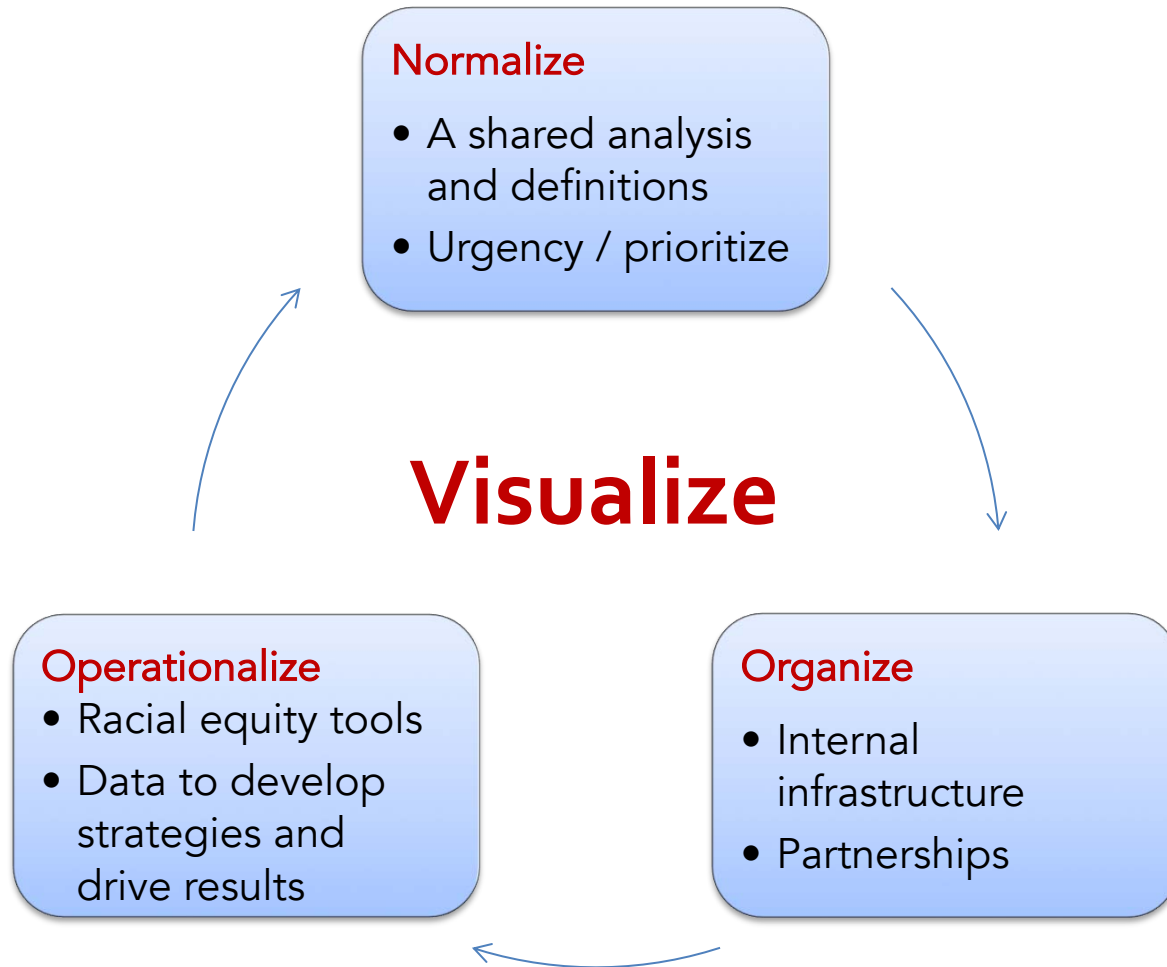 Normalize
• A shared analysis
and definitions
• Urgency / prioritize
Visualize
Operationalize
• Racial equity tools
• Data to develop
strategies and
drive results
Organize
• Internal
infrastructure
• Partnerships